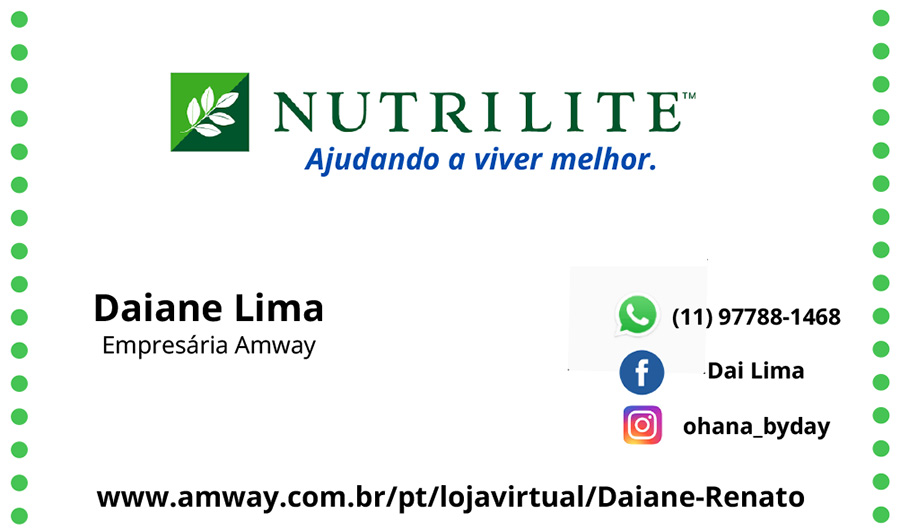 NUTRILITE™
Ajudando a viver melhor.
Daiane Lima
Empresária Amway
(11) 97788-1468
Dai Lima
ohana_byday
www.amway.com.br/pt/lojavirtual/Daiane-Renato